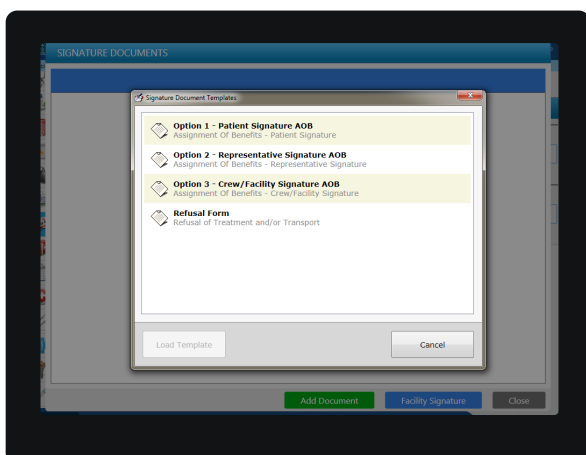 SIGNATURE DOCUMENTS
Signature Document Templates
Option 1 - Patient Signature AOB
Assignment Of Benefits - Patient Signature
Option 2 - Representative Signature AOB
Assignment Of Benefits - Representative Signature
Option 3 - Crew/Facility Signature AOB
Assignment Of Benefits - Crew/Facility Signature
Refusal Form
Refusal of Treatment and/or Transport
Load Template
Cancel
Add Document
Facility Signature
Close